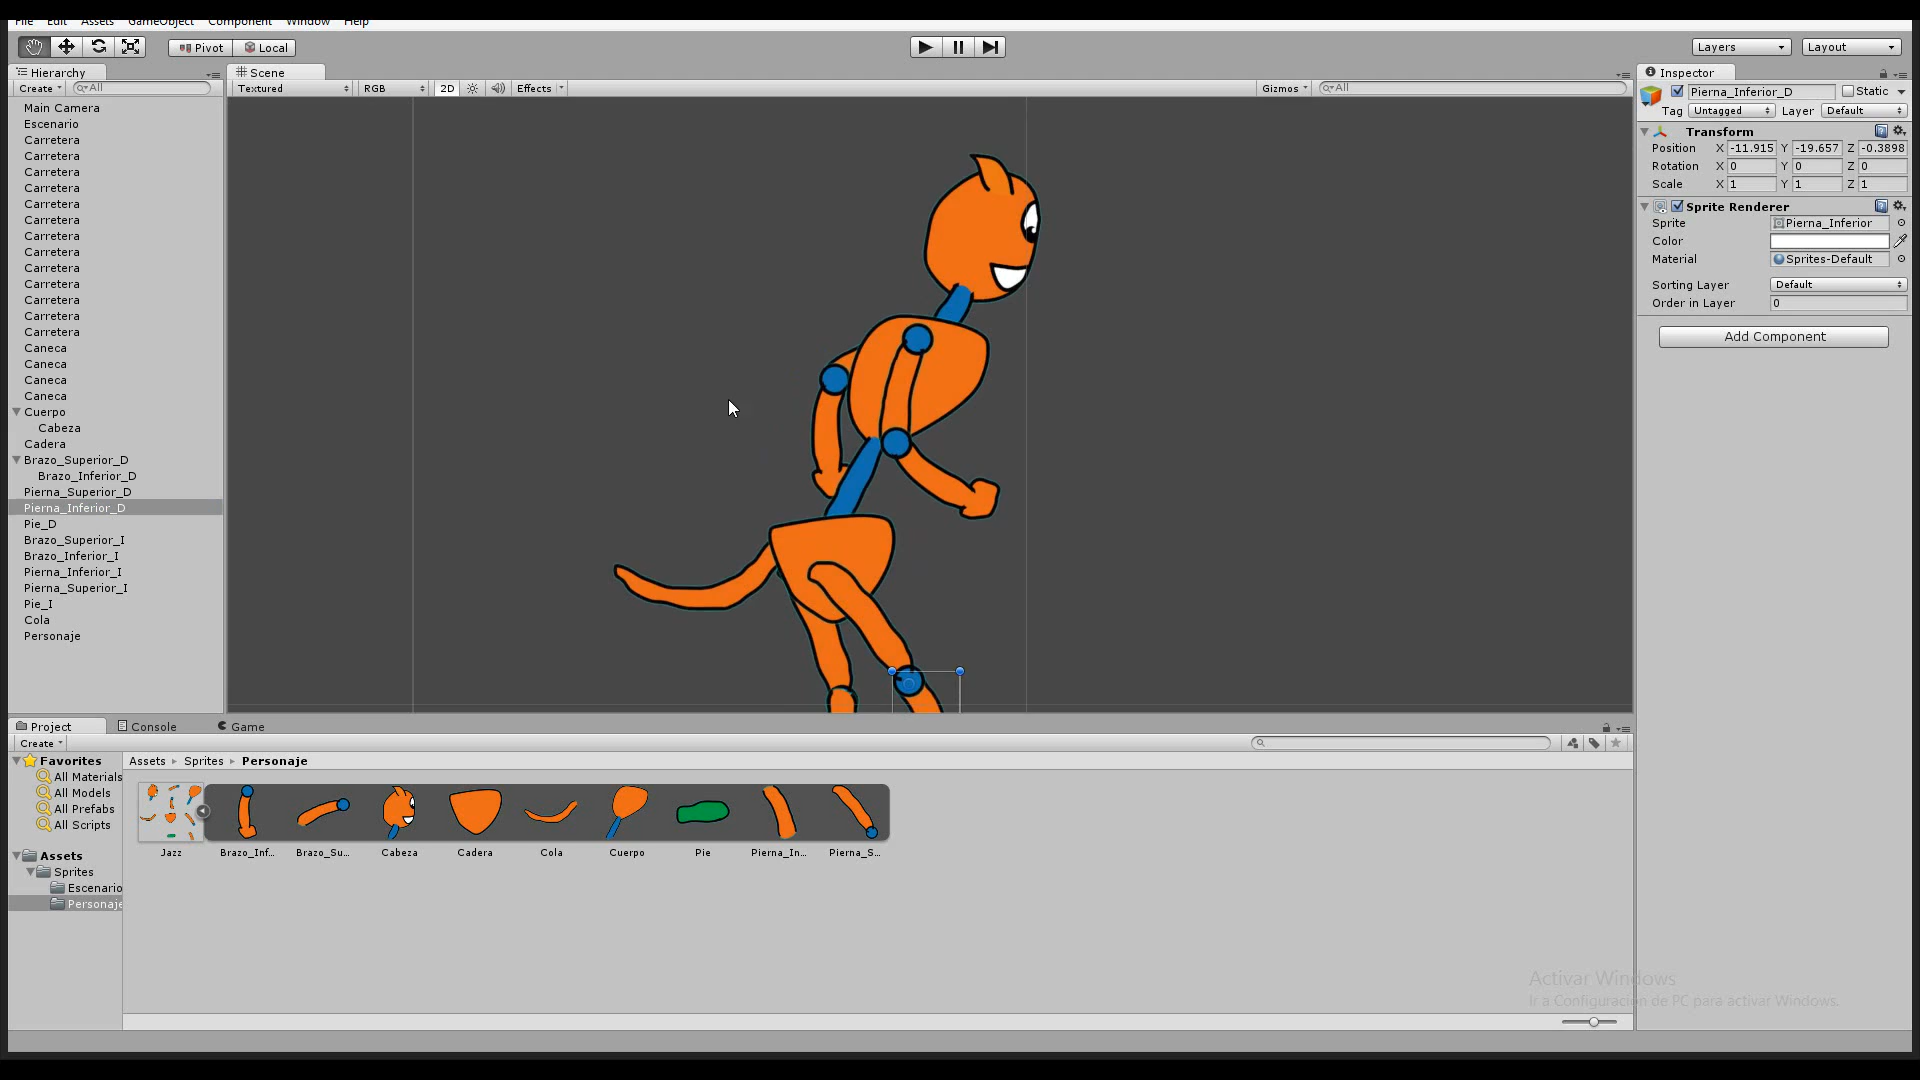 File Edit Assets GameObject Component Window Help
Pivot Local Layers Layout
Hierarchy
Create All
Main Camera
Escenario
Carretera
Carretera
Carretera
Carretera
Carretera
Carretera
Carretera
Carretera
Carretera
Carretera
Carretera
Carretera
Carretera
Caneca
Caneca
Caneca
Caneca
Cuerpo
Cabeza
Cadera
Brazo_Superior_D
Brazo_Inferior_D
Pierna_Superior_D
Pierna_Inferior_D
Pie_D
Brazo_Superior_I
Brazo_Inferior_I
Pierna_Inferior_I
Pierna_Superior_I
Pie_I
Cola
Personaje
Scene
Textured RGB 2D Effects Gizmos All
Inspector
Pierna_Inferior_D Static
Tag Untagged Layer Default
Transform
Position X -11.915 Y -19.657 Z -0.3898
Rotation X 0 Y 0 Z 0
Scale X 1 Y 1 Z 1
Sprite Renderer
Sprite Pierna_Inferior
Color
Material Sprites-Default
Sorting Layer Default
Order in Layer 0
Add Component
Project Console Game
Create
Favorites
All Materials
All Models
All Prefabs
All Scripts
Assets
Sprites
Escenario
Personaje
Assets Sprites Personaje
Jazz Brazo_Inf... Brazo_Su... Cabeza Cadera Cola Cuerpo Pie Pierna_In... Pierna_S...
Activar Windows
Ir a Configuración de PC para activar Windows.